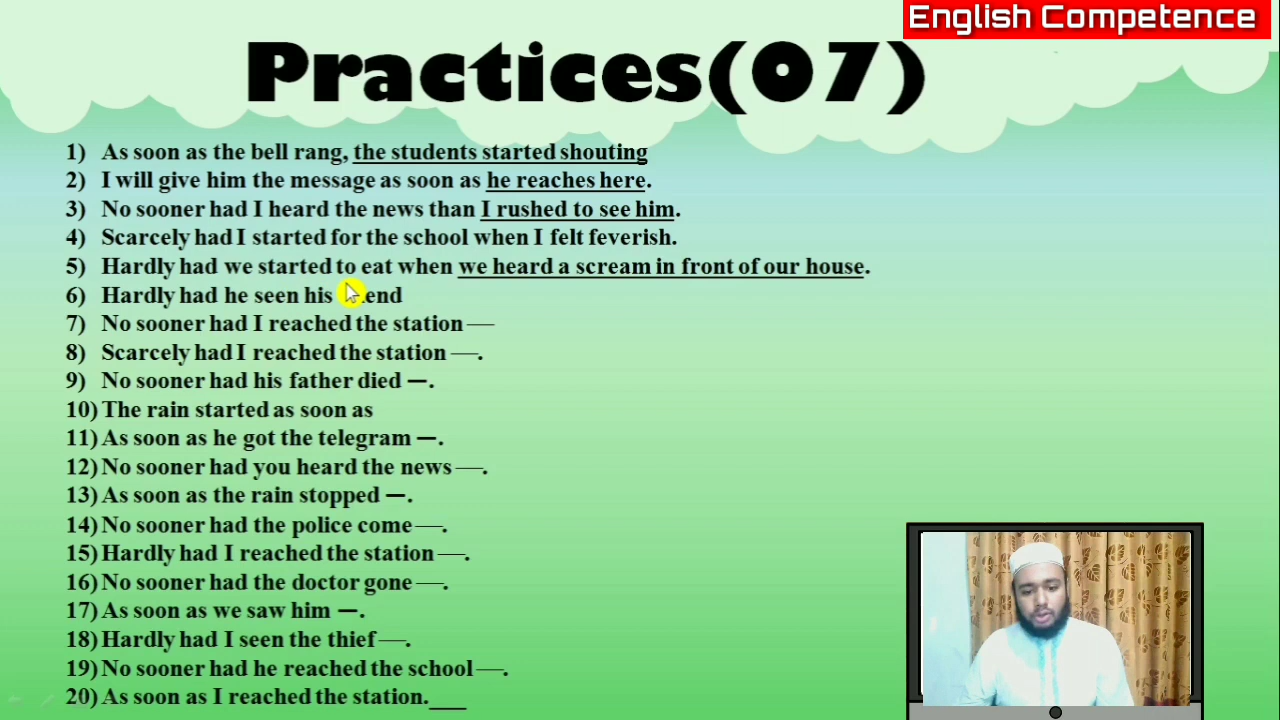 English Competence
Practices(07)
1) As soon as the bell rang, the students started shouting
2) I will give him the message as soon as he reaches here.
3) No sooner had I heard the news than I rushed to see him.
4) Scarcely had I started for the school when I felt feverish.
5) Hardly had we started to eat when we heard a scream in front of our house.
6) Hardly had he seen his
7) No sooner had I reached the station —
8) Scarcely had I reached the station —.
9) No sooner had his father died —.
10) The rain started as soon as
11) As soon as he got the telegram —.
12) No sooner had you heard the news —.
13) As soon as the rain stopped —.
14) No sooner had the police come —.
15) Hardly had I reached the station —.
16) No sooner had the doctor gone —.
17) As soon as we saw him —.
18) Hardly had I seen the thief —.
19) No sooner had he reached the school —.
20) As soon as I reached the station.___